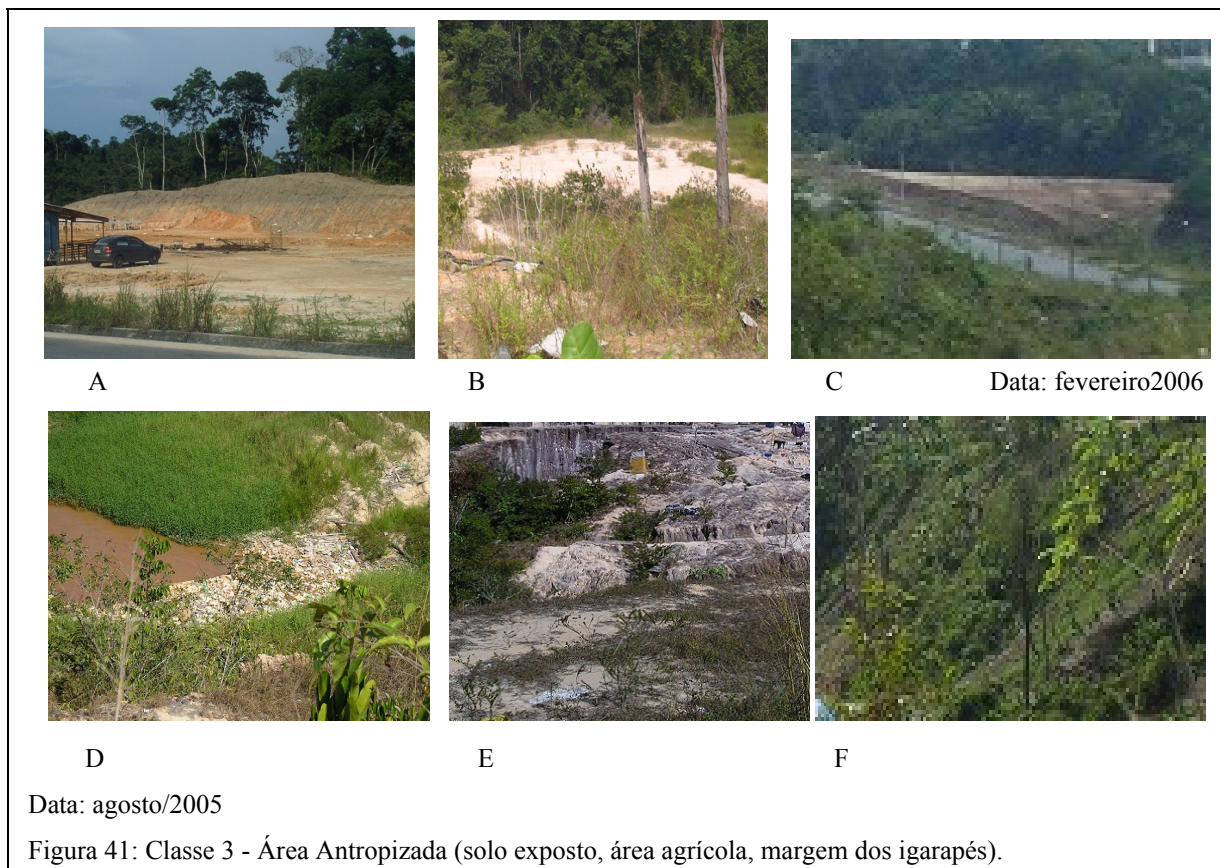 A B C Data: fevereiro2006
D E F
Data: agosto/2005
Figura 41: Classe 3 - Área Antropizada (solo exposto, área agrícola, margem dos igarapés).